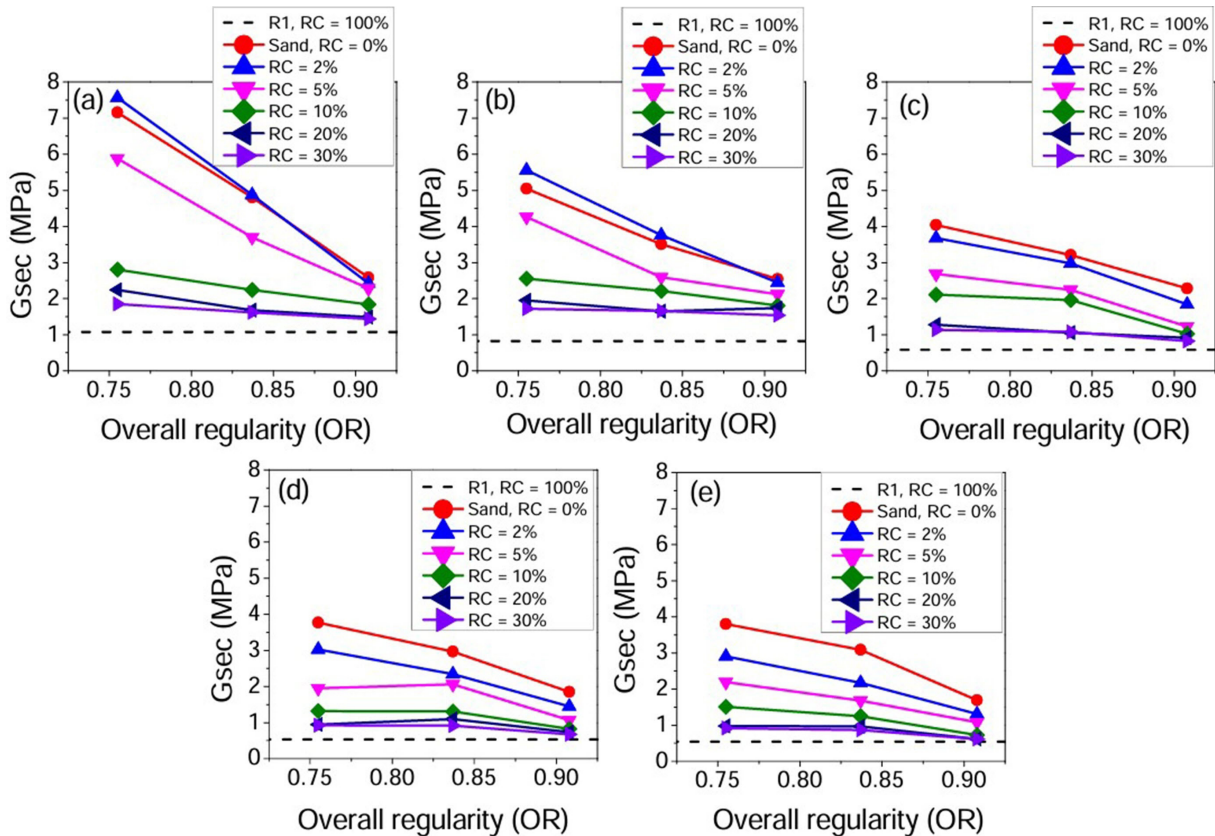 R1, RC = 100%
Sand, RC = 0%
RC = 2%
RC = 5%
RC = 10%
RC = 20%
RC = 30%
(a)
8
7
6
5
4
3
2
1
0
Gsec (MPa)
0.75 0.80 0.85 0.90
Overall regularity (OR)
R1, RC = 100%
Sand, RC = 0%
RC = 2%
RC = 5%
RC = 10%
RC = 20%
RC = 30%
(b)
8
7
6
5
4
3
2
1
0
Gsec (MPa)
0.75 0.80 0.85 0.90
Overall regularity (OR)
R1, RC = 100%
Sand, RC = 0%
RC = 2%
RC = 5%
RC = 10%
RC = 20%
RC = 30%
(c)
8
7
6
5
4
3
2
1
0
Gsec (MPa)
0.75 0.80 0.85 0.90
Overall regularity (OR)
R1, RC = 100%
Sand, RC = 0%
RC = 2%
RC = 5%
RC = 10%
RC = 20%
RC = 30%
(d)
8
7
6
5
4
3
2
1
0
Gsec (MPa)
0.75 0.80 0.85 0.90
Overall regularity (OR)
R1, RC = 100%
Sand, RC = 0%
RC = 2%
RC = 5%
RC = 10%
RC = 20%
RC = 30%
(e)
8
7
6
5
4
3
2
1
0
Gsec (MPa)
0.75 0.80 0.85 0.90
Overall regularity (OR)